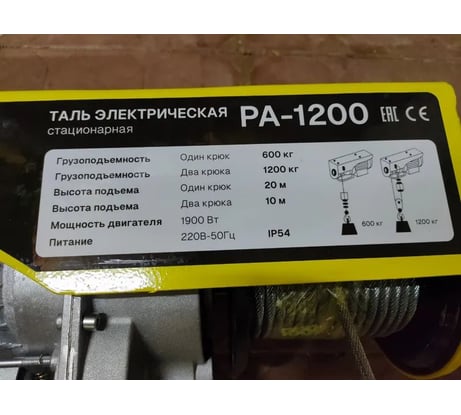 ТАЛЬ ЭЛЕКТРИЧЕСКАЯ PA-1200 EAC CE
стационарная
Грузоподъемность Один крюк 600 кг
Грузоподъемность Два крюка 1200 кг
Высота подъема Один крюк 20 м
Высота подъема Два крюка 10 м
Мощность двигателя 1900 Вт
Питание 220В-50Гц IP54
600 кг 1200 кг